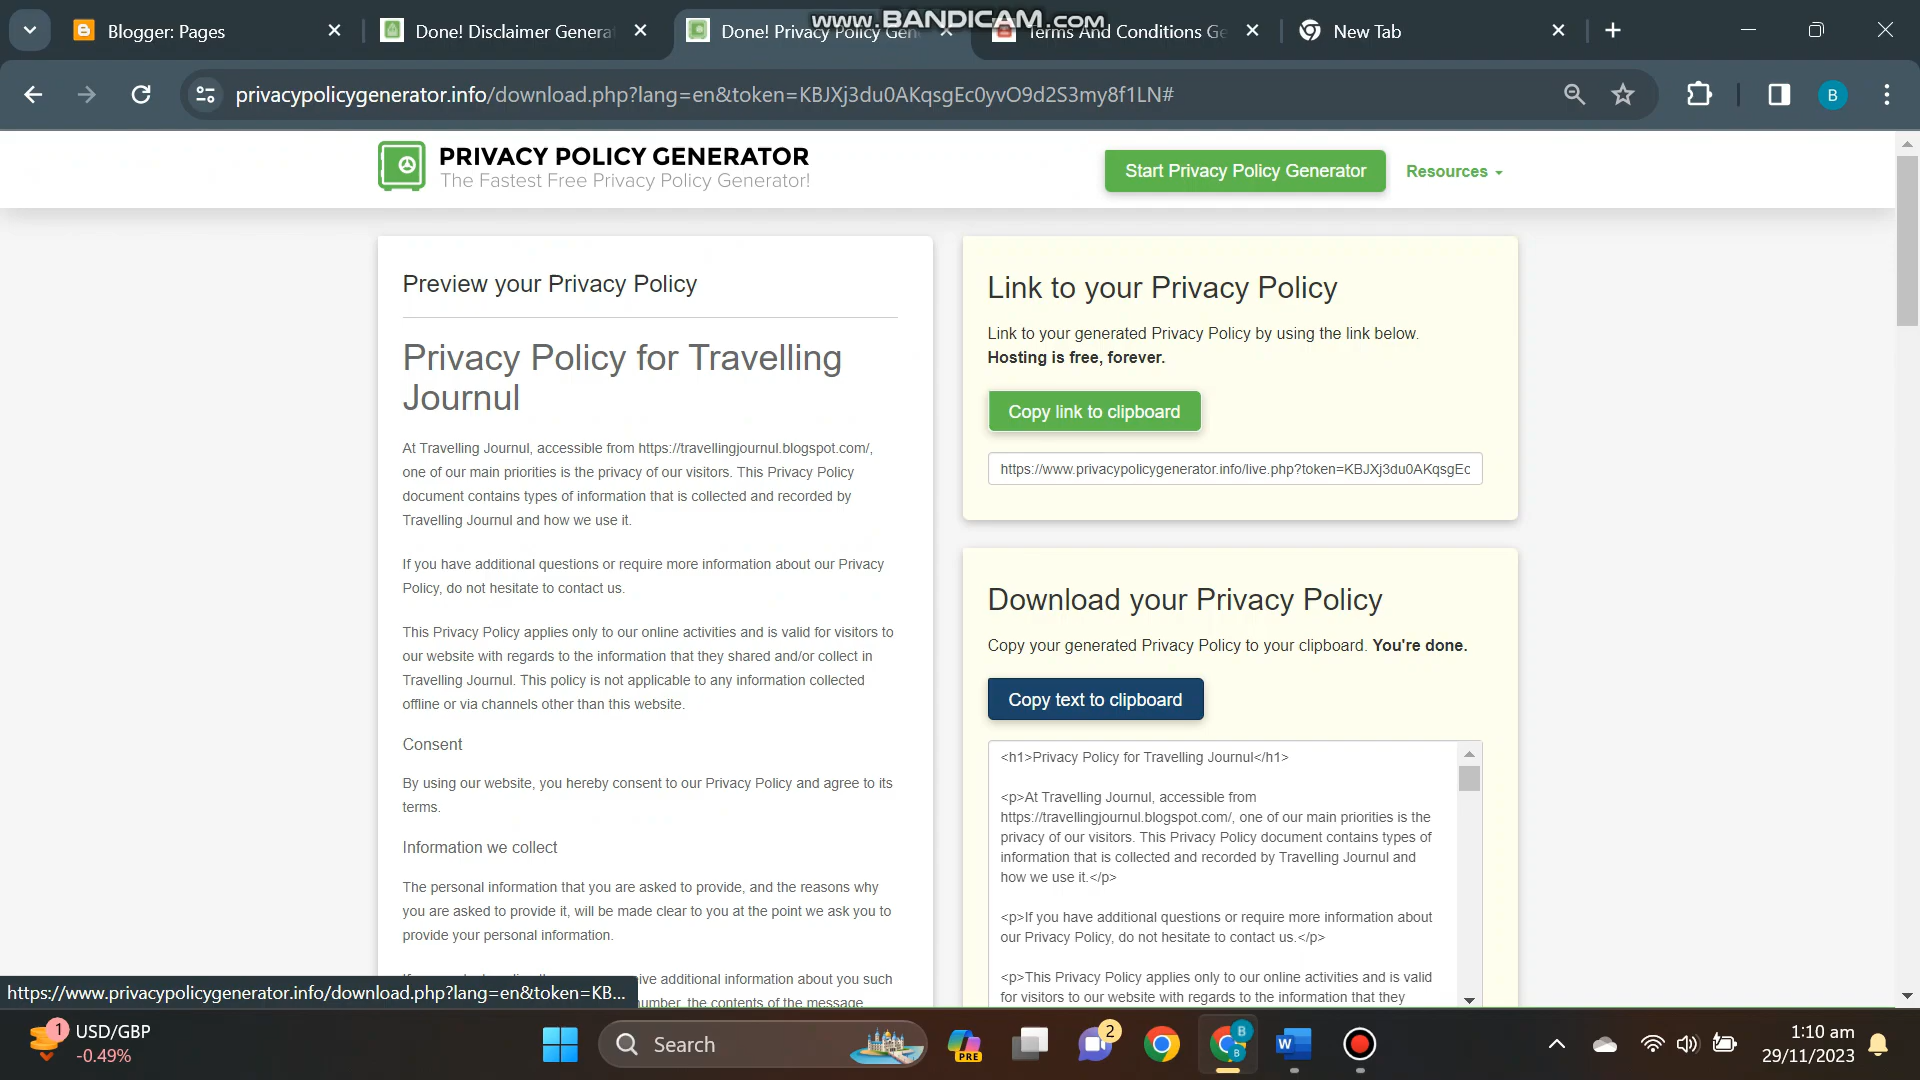 www.BANDICAM.com
Blogger: Pages
Done! Disclaimer Genera
Done! Privacy Policy Gen
Terms And Conditions Ge
New Tab
privacypolicygenerator.info/download.php?lang=en&token=KBJXj3du0AKqsgEc0yvO9d2S3my8f1LN#
B
PRIVACY POLICY GENERATOR
The Fastest Free Privacy Policy Generator!
Start Privacy Policy Generator
Resources
Preview your Privacy Policy
Privacy Policy for Travelling
Journul
At Travelling Journul, accessible from https://travellingjournul.blogspot.com/,
one of our main priorities is the privacy of our visitors. This Privacy Policy
document contains types of information that is collected and recorded by
Travelling Journul and how we use it.
If you have additional questions or require more information about our Privacy
Policy, do not hesitate to contact us.
This Privacy Policy applies only to our online activities and is valid for visitors to
our website with regards to the information that they shared and/or collect in
Travelling Journul. This policy is not applicable to any information collected
offline or via channels other than this website.
Consent
By using our website, you hereby consent to our Privacy Policy and agree to its
terms.
Information we collect
The personal information that you are asked to provide, and the reasons why
you are asked to provide it, will be made clear to you at the point we ask you to
provide your personal information.
ive additional information about you such
number, the contents of the message
Link to your Privacy Policy
Link to your generated Privacy Policy by using the link below.
Hosting is free, forever.
Copy link to clipboard
https://www.privacypolicygenerator.info/live.php?token=KBJXj3du0AKqsgEc
Download your Privacy Policy
Copy your generated Privacy Policy to your clipboard. You're done.
Copy text to clipboard
<h1>Privacy Policy for Travelling Journul</h1>
<p>At Travelling Journul, accessible from
https://travellingjournul.blogspot.com/, one of our main priorities is the
privacy of our visitors. This Privacy Policy document contains types of
information that is collected and recorded by Travelling Journul and
how we use it.</p>
<p>If you have additional questions or require more information about
our Privacy Policy, do not hesitate to contact us.</p>
<p>This Privacy Policy applies only to our online activities and is valid
for visitors to our website with regards to the information that they
https://www.privacypolicygenerator.info/download.php?lang=en&token=KB...
1
USD/GBP
-0.49%
Search
PRE
2
B
B
W
1:10 am
29/11/2023